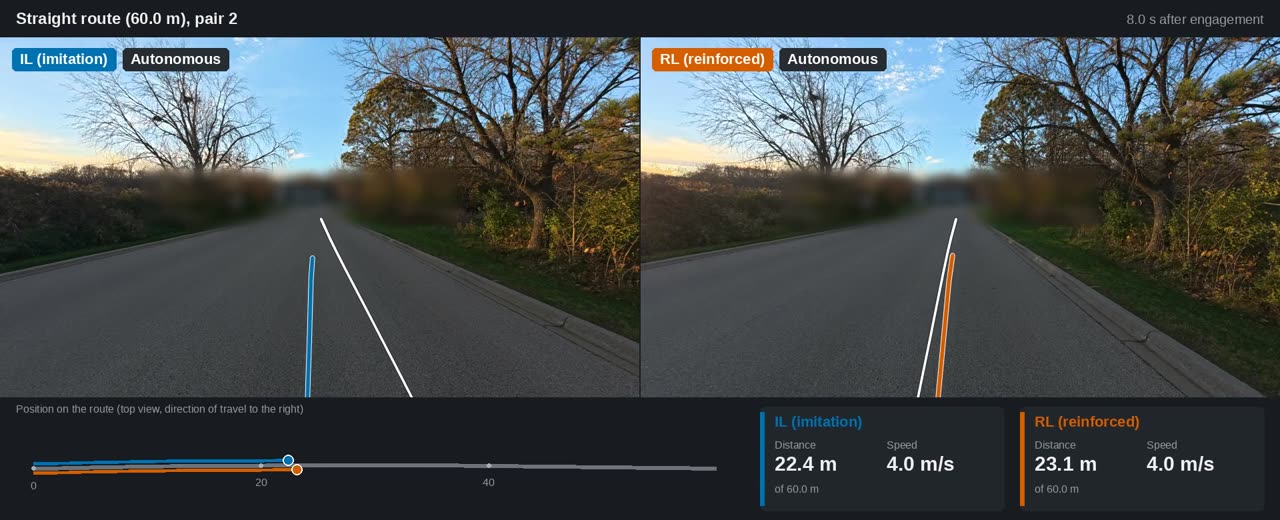 Straight route (60.0 m), pair 2
8.0 s after engagement
IL (imitation)
Autonomous
RL (reinforced)
Autonomous
Position on the route (top view, direction of travel to the right)
0
20
40
IL (imitation)
Distance
Speed
22.4 m
4.0 m/s
of 60.0 m
RL (reinforced)
Distance
Speed
23.1 m
4.0 m/s
of 60.0 m